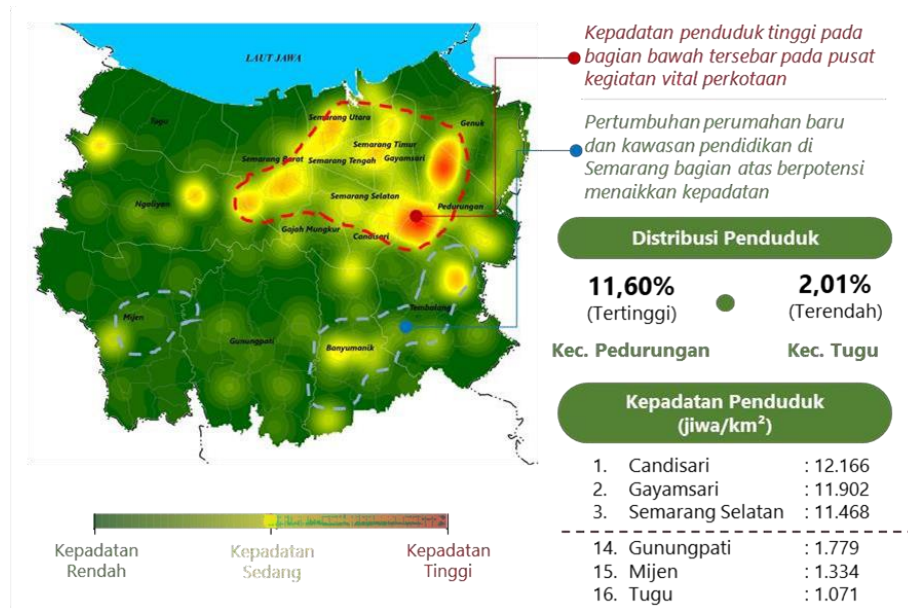 LAUT JAWA
Tugu
Semarang Utara
Genuk
Semarang Timur
Semarang Barat
Semarang Tengah
Gayamsari
Ngaliyan
Semarang Selatan
Pedurungan
Gajah Mungkur
Candisari
Tembalang
Mijen
Gunungpati
Banyumanik
Kepadatan
Rendah
Kepadatan
Sedang
Kepadatan
Tinggi
Kepadatan penduduk tinggi pada
bagian bawah tersebar pada pusat
kegiatan vital perkotaan
Pertumbuhan perumahan baru
dan kawasan pendidikan di
Semarang bagian atas berpotensi
menaikkan kepadatan
Distribusi Penduduk
11,60% 2,01%
(Tertinggi) (Terendah)
Kec. Pedurungan Kec. Tugu
Kepadatan Penduduk
(jiwa/km²)
1. Candisari : 12.166
2. Gayamsari : 11.902
3. Semarang Selatan : 11.468
14. Gunungpati : 1.779
15. Mijen : 1.334
16. Tugu : 1.071